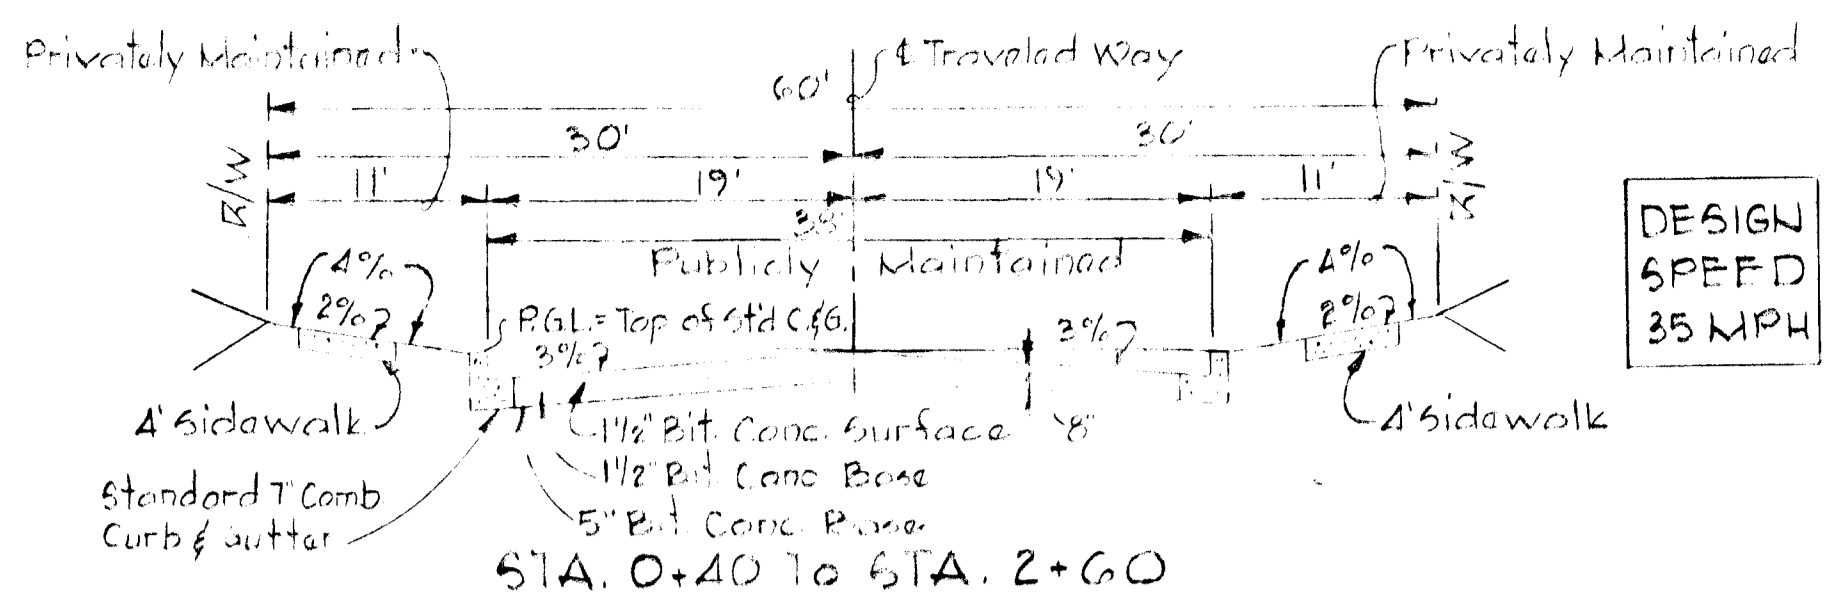 Privately Maintained
℄ Traveled Way
Privately Maintained
60'
30'
30'
R/W
11'
19'
19'
11'
R/W
38'
Publicly Maintained
DESIGN
SPEED
35 MPH
4%
2%
P.G.L. = Top of St'd C.&G.
3%
3%
4%
2%
4' Sidewalk
1½" Bit. Conc. Surface
8"
4' Sidewalk
1½" Bit. Conc Base
Standard 7" Comb.
Curb & Gutter
5" Bit. Conc. Base
STA. 0+40 To STA. 2+60